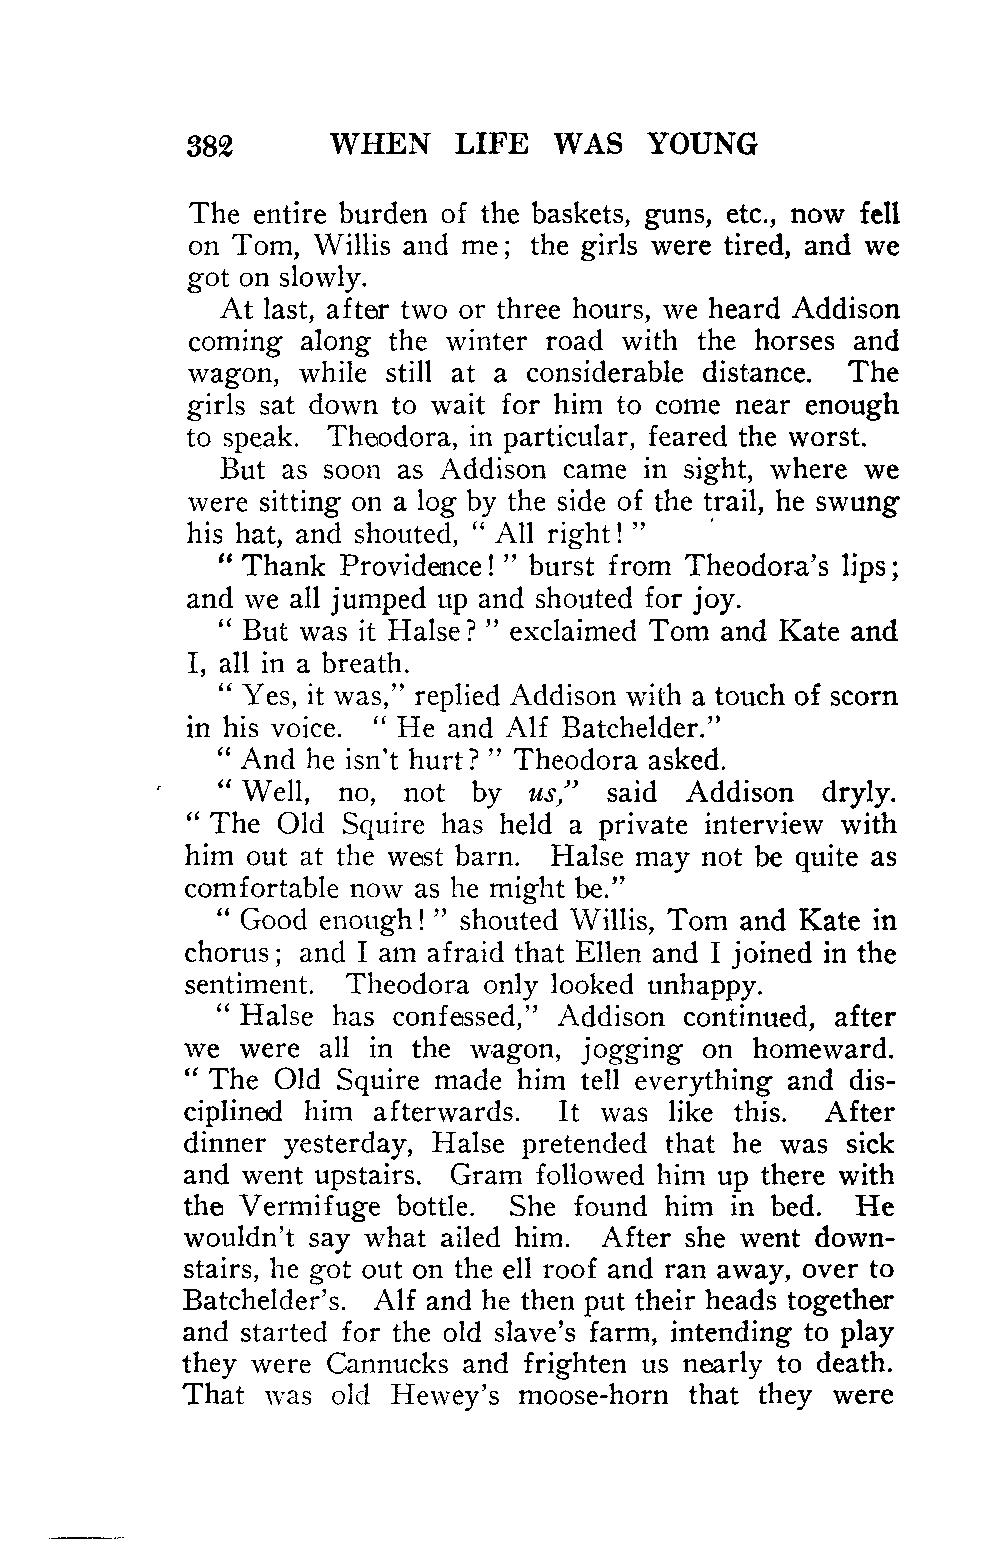 382 WHEN LIFE WAS YOUNG
The entire burden of the baskets, guns, etc., now fell
on Tom, Willis and me; the girls were tired, and we
got on slowly.
At last, after two or three hours, we heard Addison
coming along the winter road with the horses and
wagon, while still at a considerable distance. The
girls sat down to wait for him to come near enough
to speak. Theodora, in particular, feared the worst.
But as soon as Addison came in sight, where we
were sitting on a log by the side of the trail, he swung
his hat, and shouted, “ All right! ”
“ Thank Providence! ” burst from Theodora’s lips;
and we all jumped up and shouted for joy.
“ But was it Halse? ” exclaimed Tom and Kate and
I, all in a breath.
“ Yes, it was,” replied Addison with a touch of scorn
in his voice. “ He and Alf Batchelder.”
“ And he isn’t hurt? ” Theodora asked.
“ Well, no, not by us,” said Addison dryly.
“ The Old Squire has held a private interview with
him out at the west barn. Halse may not be quite as
comfortable now as he might be.”
“ Good enough! ” shouted Willis, Tom and Kate in
chorus; and I am afraid that Ellen and I joined in the
sentiment. Theodora only looked unhappy.
“ Halse has confessed,” Addison continued, after
we were all in the wagon, jogging on homeward.
“ The Old Squire made him tell everything and dis-
ciplined him afterwards. It was like this. After
dinner yesterday, Halse pretended that he was sick
and went upstairs. Gram followed him up there with
the Vermifuge bottle. She found him in bed. He
wouldn’t say what ailed him. After she went down-
stairs, he got out on the ell roof and ran away, over to
Batchelder’s. Alf and he then put their heads together
and started for the old slave’s farm, intending to play
they were Cannucks and frighten us nearly to death.
That was old Hewey’s moose-horn that they were